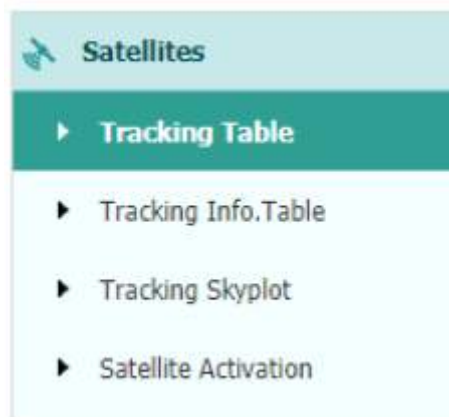 Satellites
Tracking Table
Tracking Info.Table
Tracking Skyplot
Satellite Activation